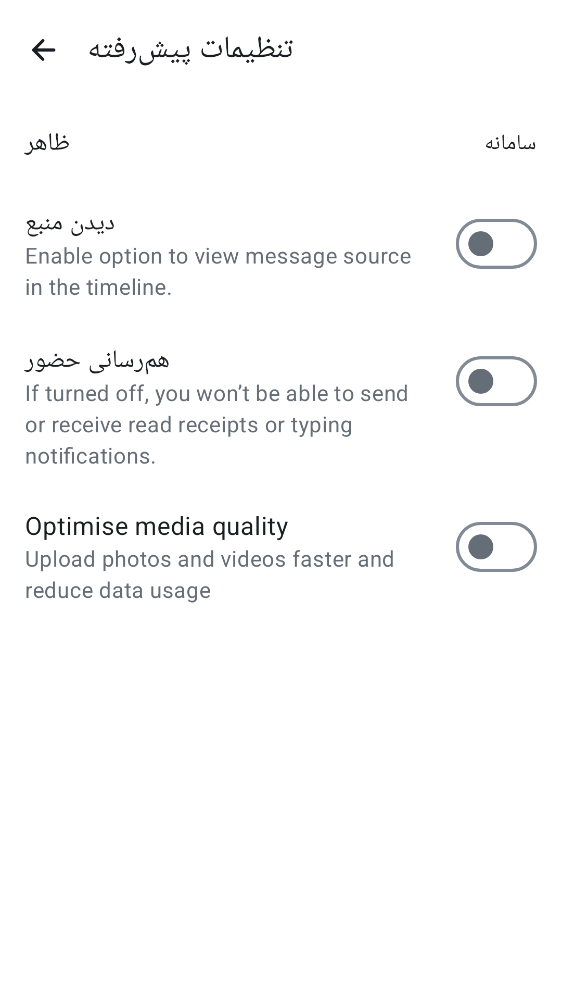 تنظیمات پیش‌رفته
ظاهر
سامانه
دیدن منبع
Enable option to view message source
in the timeline.
هم‌رسانی حضور
If turned off, you won’t be able to send
or receive read receipts or typing
notifications.
Optimise media quality
Upload photos and videos faster and
reduce data usage